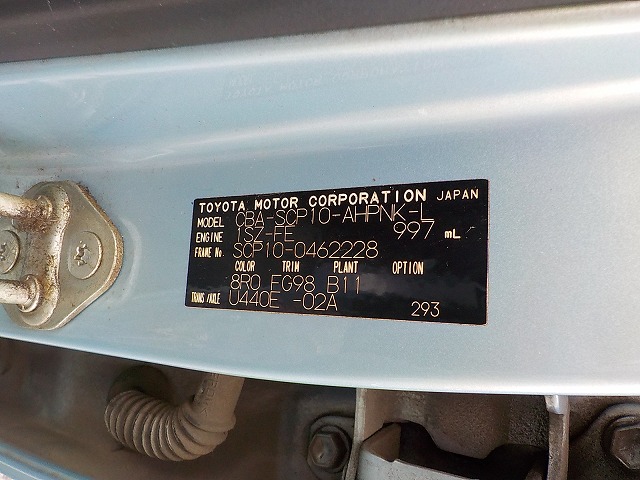 TOYOTA MOTOR CORPORATION JAPAN
MODEL CBA-SCP10-AHPNK-L
ENGINE 1SZ-FE 997 mL
FRAME No. SCP10-0462228
COLOR TRIM PLANT OPTION
8R0 FG98 B11
TRANS/AXLE U440E -02A 293